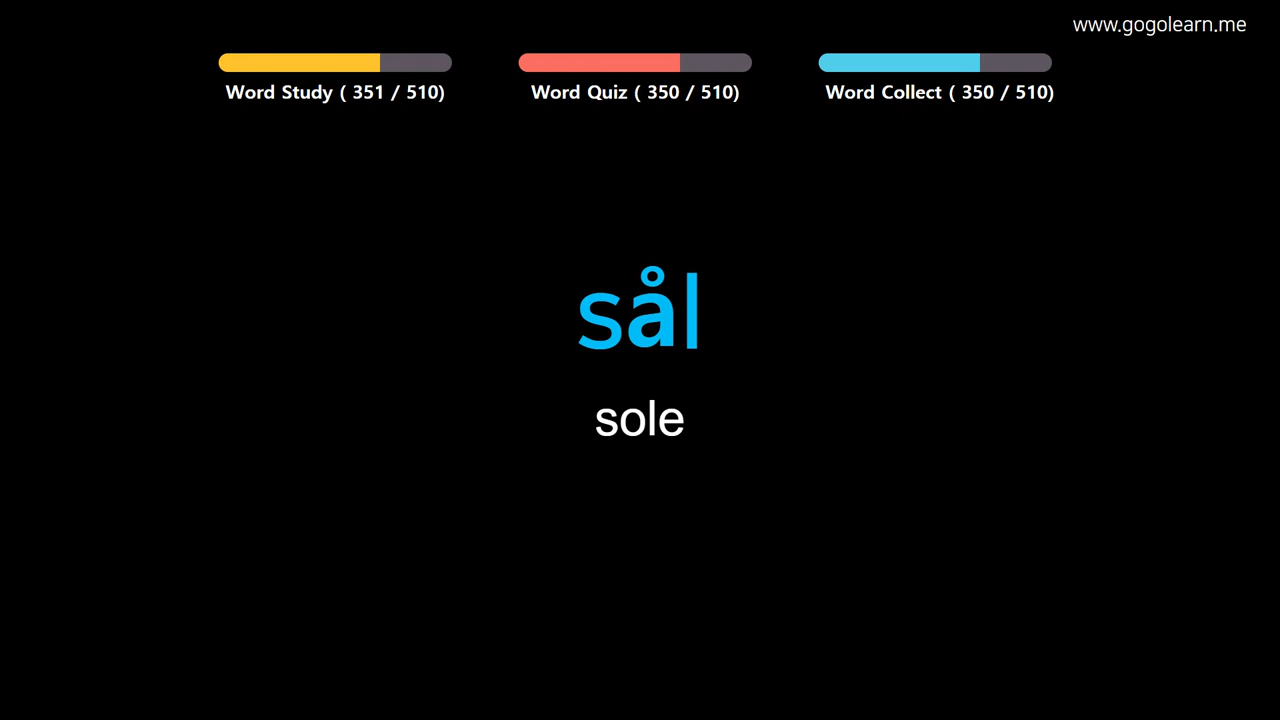 www.gogolearn.me
Word Study ( 351 / 510)
Word Quiz ( 350 / 510)
Word Collect ( 350 / 510)
sål
sole